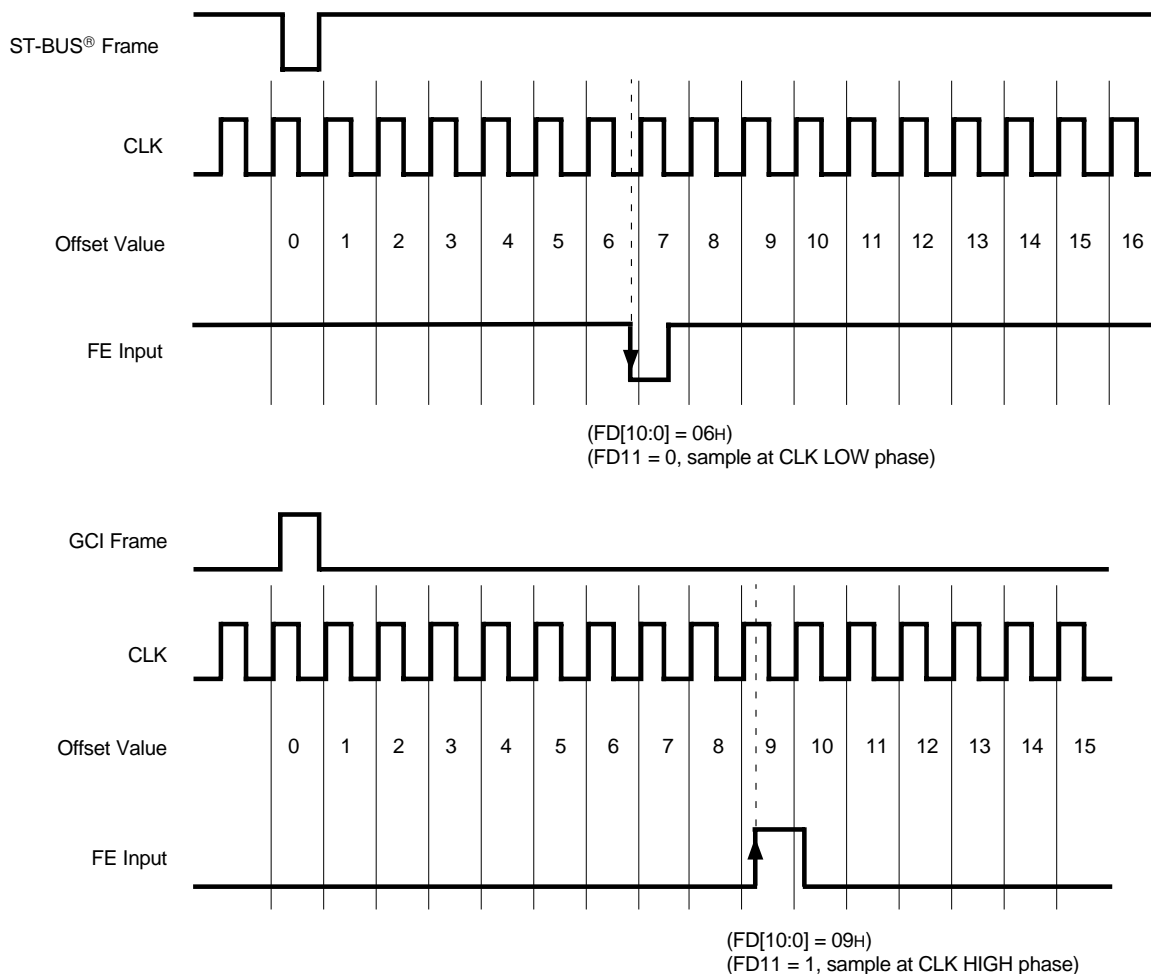 ST-BUS® Frame
CLK
Offset Value 0 1 2 3 4 5 6 7 8 9 10 11 12 13 14 15 16
FE Input
(FD[10:0] = 06H)
(FD11 = 0, sample at CLK LOW phase)
GCI Frame
CLK
Offset Value 0 1 2 3 4 5 6 7 8 9 10 11 12 13 14 15
FE Input
(FD[10:0] = 09H)
(FD11 = 1, sample at CLK HIGH phase)